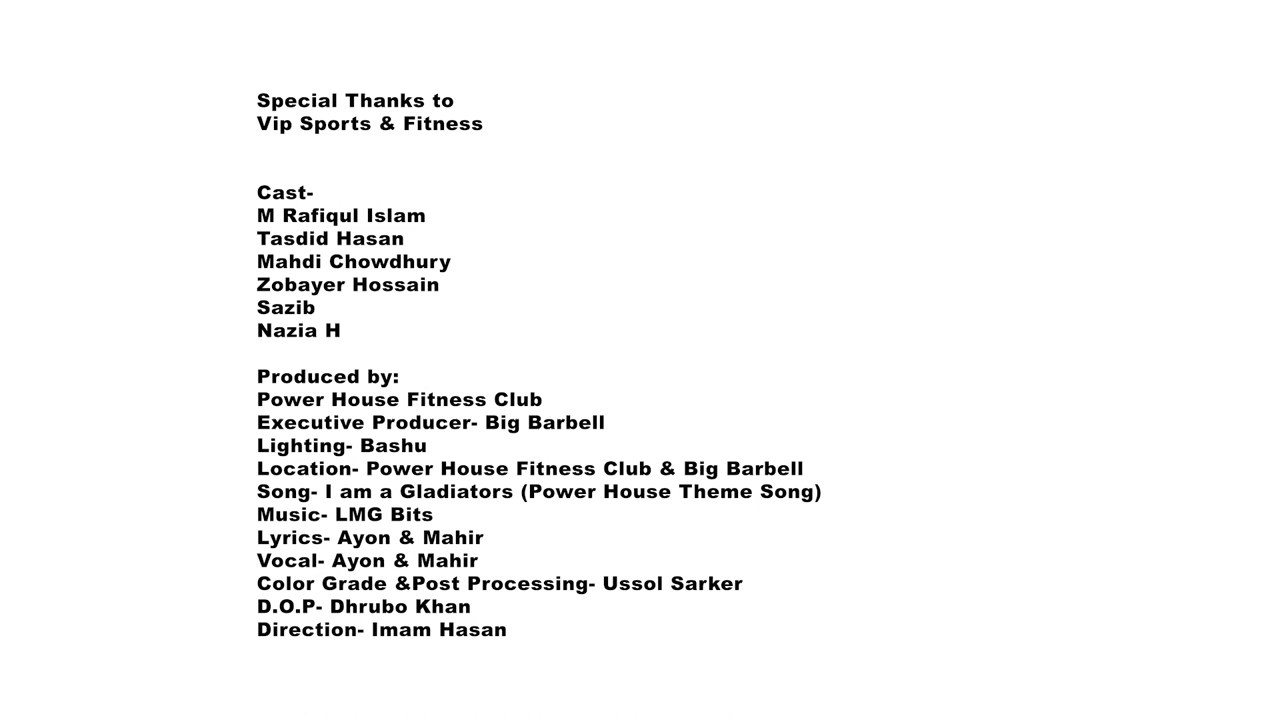 Special Thanks to
Vip Sports & Fitness
Cast-
M Rafiqul Islam
Tasdid Hasan
Mahdi Chowdhury
Zobayer Hossain
Sazib
Nazia H
Produced by:
Power House Fitness Club
Executive Producer- Big Barbell
Lighting- Bashu
Location- Power House Fitness Club & Big Barbell
Song- I am a Gladiators (Power House Theme Song)
Music- LMG Bits
Lyrics- Ayon & Mahir
Vocal- Ayon & Mahir
Color Grade &Post Processing- Ussol Sarker
D.O.P- Dhrubo Khan
Direction- Imam Hasan